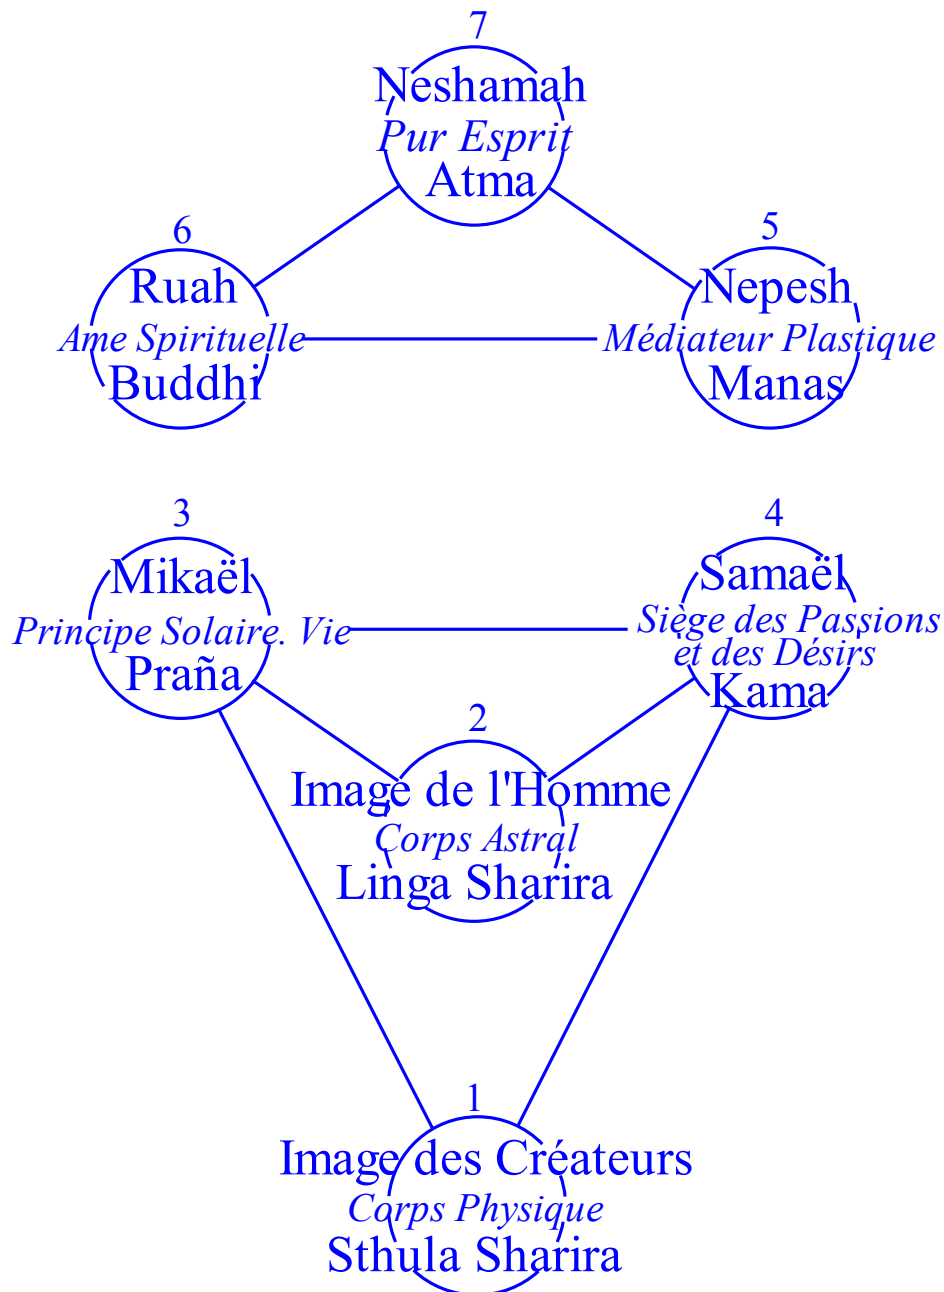 7
Neshamah
Pur Esprit
Atma
6
Ruah
Ame Spirituelle
Buddhi
5
Nepesh
Médiateur Plastique
Manas
3
Mikaël
Principe Solaire. Vie
Praña
4
Samaël
Siège des Passions
et des Désirs
Kama
2
Image de l'Homme
Corps Astral
Linga Sharira
1
Image des Créateurs
Corps Physique
Sthula Sharira